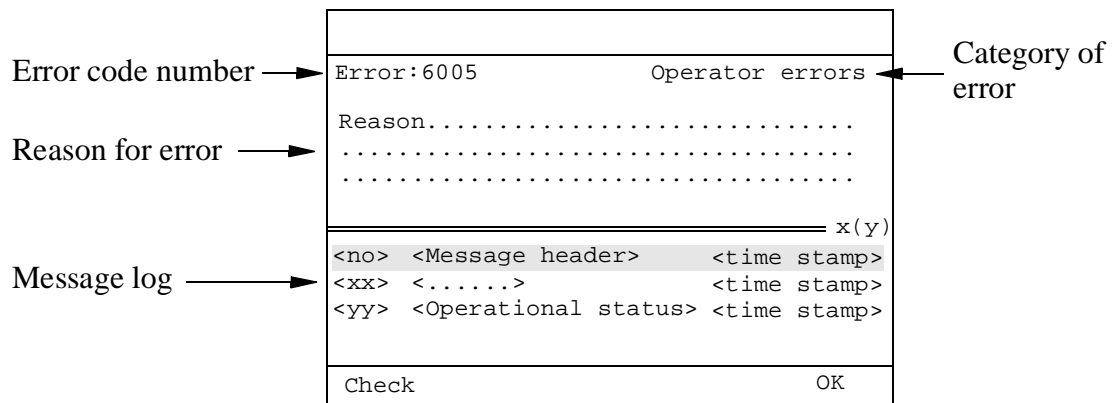 Error code number
Error:6005 Operator errors
Category of
error
Reason for error
Reason..............................
....................................
....................................
x(y)
Message log
<no> <Message header> <time stamp>
<xx> <......> <time stamp>
<yy> <Operational status> <time stamp>
Check OK